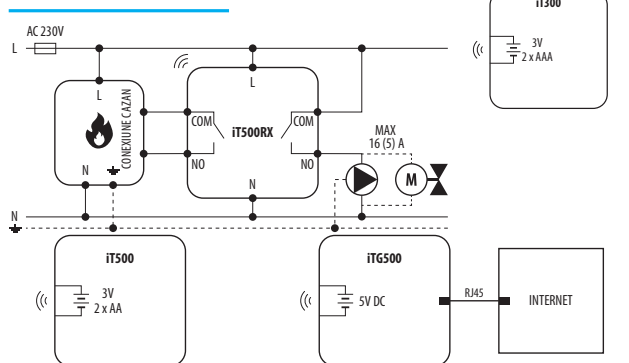 iT300
AC 230V
L
3V
2 x AAA
L
L
CONEXIUNE CAZAN
COM
iT500RX
COM
MAX
16 (5) A
NO
NO
M
N
N
N
iT500
iTG500
3V
2 x AA
5V DC
RJ45
INTERNET